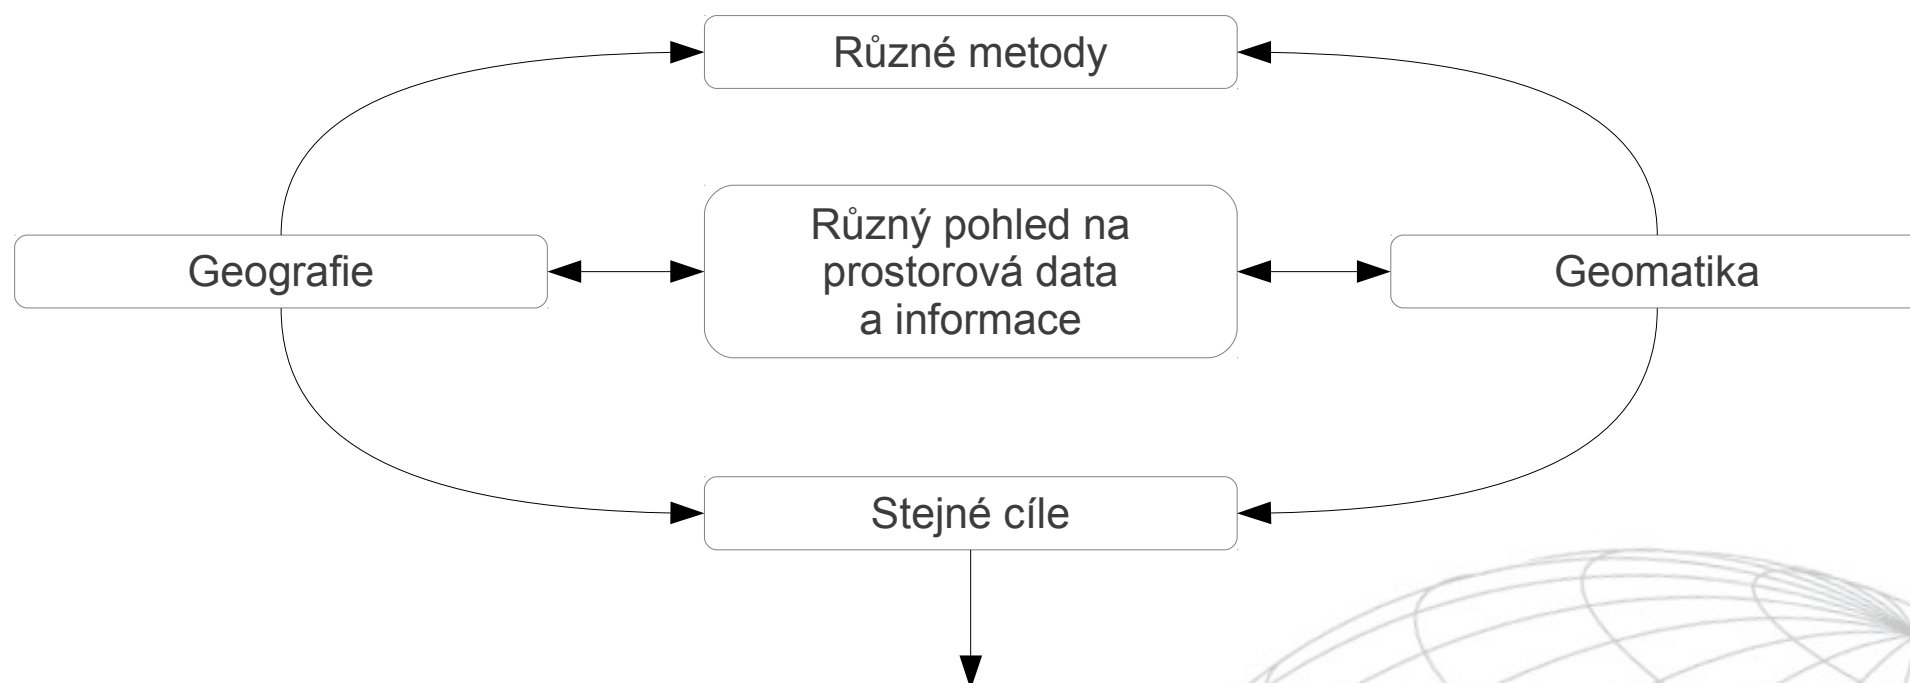 Různé metody
Geografie
Různý pohled na
prostorová data
a informace
Geomatika
Stejné cíle